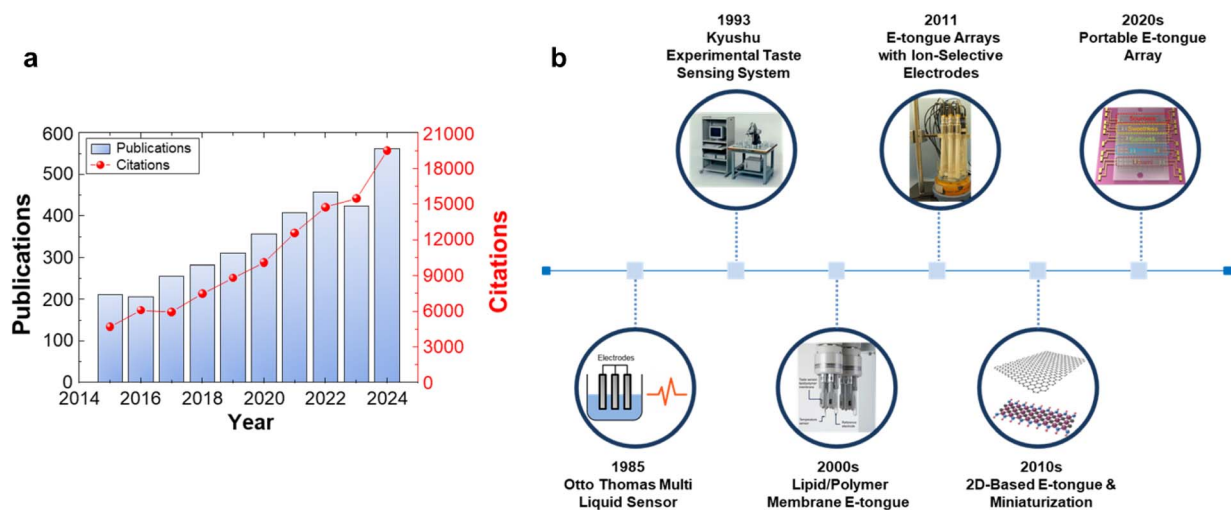 a
600
500
400
300
200
100
0
Publications
Publications
Citations
21000
18000
15000
12000
9000
6000
3000
0
Citations
2014
2016
2018
2020
2022
2024
Year
b
1993
Kyushu
Experimental Taste
Sensing System
2011
E-tongue Arrays
with Ion-Selective
Electrodes
2020s
Portable E-tongue
Array
Electrodes
1985
Otto Thomas Multi
Liquid Sensor
2000s
Lipid/Polymer
Membrane E-tongue
2010s
2D-Based E-tongue &
Miniaturization